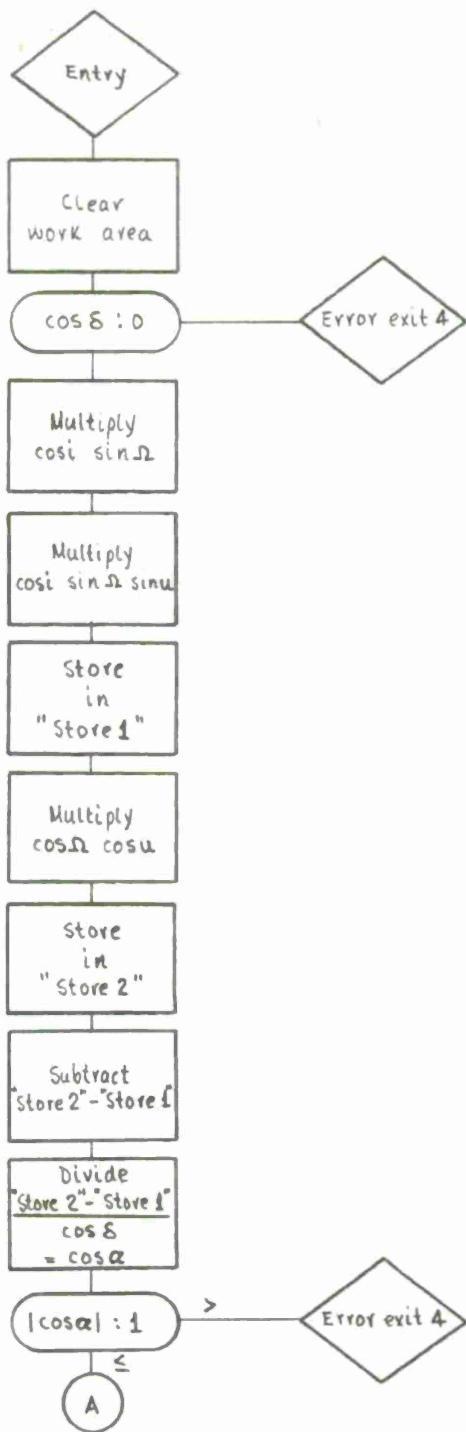 Entry
Clear
work area
cos δ : 0
Error exit 4
Multiply
cosi sinΩ
Multiply
cosi sinΩ sinu
Store
in
"Store 1"
Multiply
cosΩ cosu
Store
in
"Store 2"
Subtract
"Store 2"-"Store 1"
Divide
"Store 2"-"Store 1"
cos δ
= cosα
|cosα| : 1
>
Error exit 4
≤
A